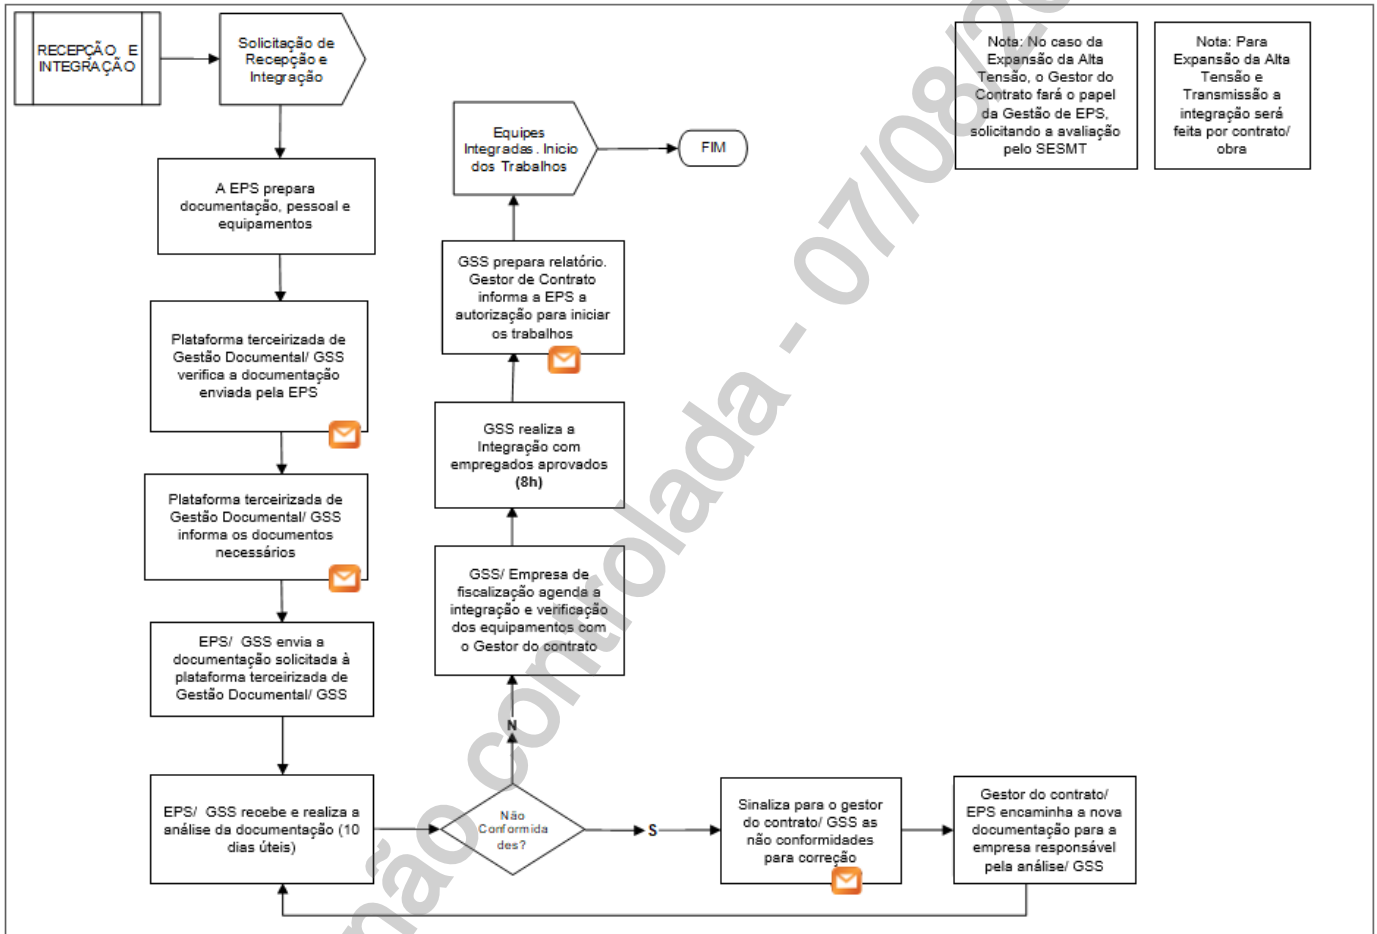 RECEPÇÃO E
INTEGRAÇÃO
Solicitação de
Recepção e
Integração
A EPS prepara
documentação, pessoal e
equipamentos
Plataforma terceirizada de
Gestão Documental/ GSS
verifica a documentação
enviada pela EPS
Plataforma terceirizada de
Gestão Documental/ GSS
informa os documentos
necessários
EPS/ GSS envia a
documentação solicitada à
plataforma terceirizada de
Gestão Documental/ GSS
EPS/ GSS recebe e realiza a
análise da documentação (10
dias úteis)
Não
Conformida
des?
S
Sinaliza para o gestor
do contrato/ GSS as
não conformidades
para correção
Gestor do contrato/
EPS encaminha a nova
documentação para a
empresa responsável
pela análise/ GSS
N
GSS/ Empresa de
fiscalização agenda a
integração e verificação
dos equipamentos com
o Gestor do contrato
GSS realiza a
Integração com
empregados aprovados
(8h)
GSS prepara relatório.
Gestor de Contrato
informa a EPS a
autorização para iniciar
os trabalhos
Equipes
Integradas. Inicio
dos Trabalhos
FIM
Nota: No caso da
Expansão da Alta
Tensão, o Gestor do
Contrato fará o papel
da Gestão de EPS,
solicitando a avaliação
pelo SESMT
Nota: Para
Expansão da Alta
Tensão e
Transmissão a
integração será
feita por contrato/
obra
não controlada - 07/08/20